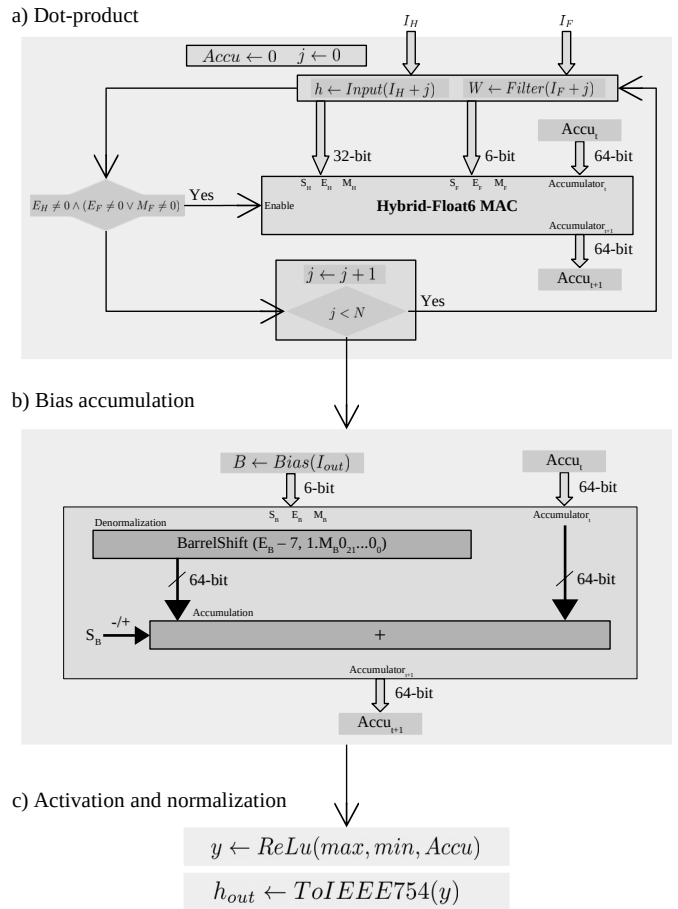 a) Dot-product
I_H I_F
Accu ← 0 j ← 0
h ← Input(I_H + j) W ← Filter(I_F + j)
Accu_t
32-bit 6-bit 64-bit
S_H E_H M_H S_F E_F M_F Accumulator_t
E_H ≠ 0 ∧ (E_F ≠ 0 ∨ M_F ≠ 0) Yes Enable Hybrid-Float6 MAC
Accumulator_t+1
64-bit
j ← j + 1 Accu_t+1
j < N Yes
b) Bias accumulation
B ← Bias(I_out) Accu_t
6-bit 64-bit
S_B E_B M_B Accumulator_t
Denormalization
BarrelShift (E_B – 7, 1.M_B0_21...0_0)
64-bit 64-bit
Accumulation
S_B -/+ +
Accumulator_t+1
64-bit
Accu_t+1
c) Activation and normalization
y ← ReLu(max, min, Accu)
h_out ← ToIEEE754(y)